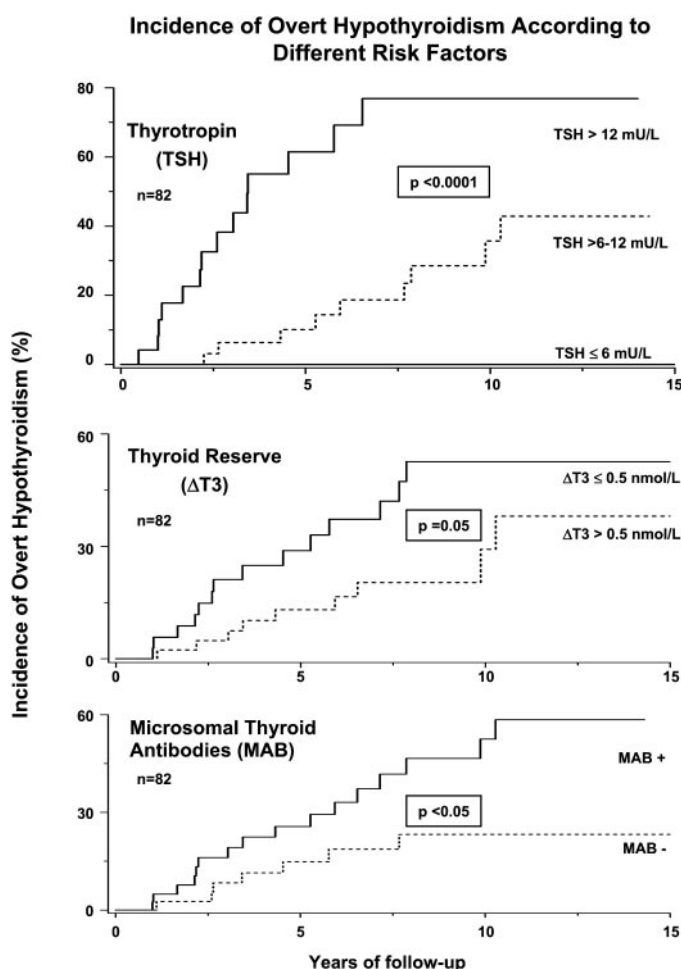 Incidence of Overt Hypothyroidism According to
Different Risk Factors
Incidence of Overt Hypothyroidism (%)
80
60
40
20
0
Thyrotropin
(TSH)
n=82
TSH > 12 mU/L
p <0.0001
TSH >6-12 mU/L
TSH ≤ 6 mU/L
0
5
10
15
60
30
0
Thyroid Reserve
(ΔT3)
n=82
ΔT3 ≤ 0.5 nmol/L
p =0.05
ΔT3 > 0.5 nmol/L
0
2.5
5
7.5
10
15
60
30
0
Microsomal Thyroid
Antibodies (MAB)
n=82
MAB +
p <0.05
MAB -
0
5
10
15
Years of follow-up